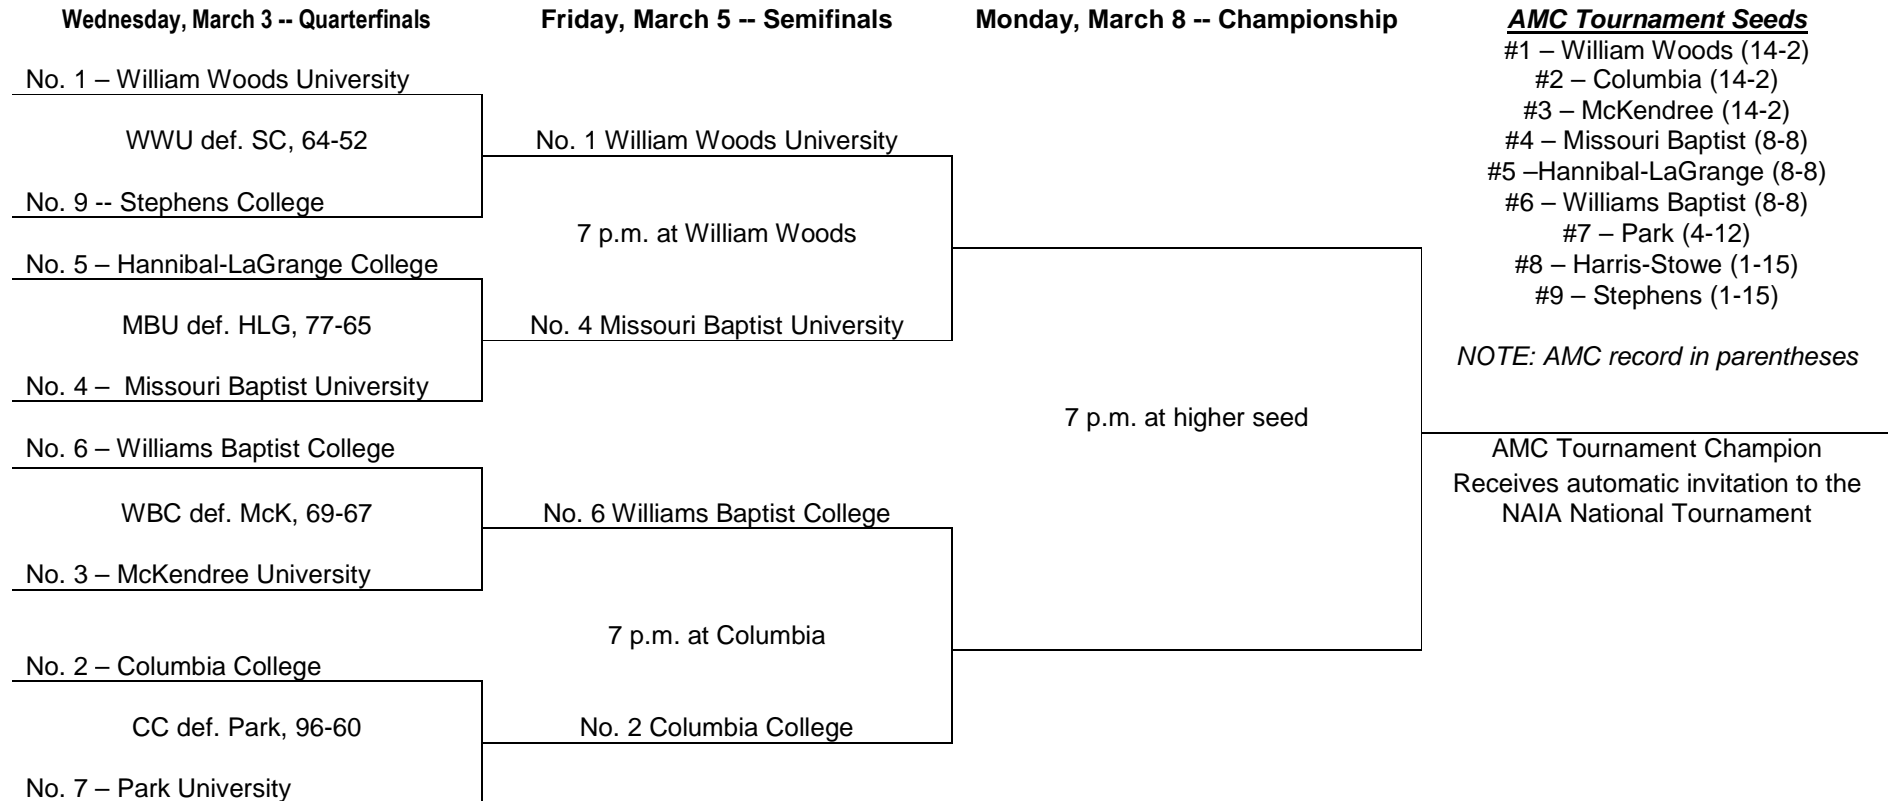 Wednesday, March 3 -- Quarterfinals
No. 1 – William Woods University
WWU def. SC, 64-52
No. 9 -- Stephens College
No. 5 – Hannibal-LaGrange College
MBU def. HLG, 77-65
No. 4 –  Missouri Baptist University
No. 6 – Williams Baptist College
WBC def. McK, 69-67
No. 3 – McKendree University
No. 2 – Columbia College
CC def. Park, 96-60
No. 7 – Park University
Friday, March 5 -- Semifinals
No. 1 William Woods University
7 p.m. at William Woods
No. 4 Missouri Baptist University
No. 6 Williams Baptist College
7 p.m. at Columbia
No. 2 Columbia College
Monday, March 8 -- Championship
7 p.m. at higher seed
AMC Tournament Seeds
#1 – William Woods (14-2)
#2 – Columbia (14-2)
#3 – McKendree (14-2)
#4 – Missouri Baptist (8-8)
#5 –Hannibal-LaGrange (8-8)
#6 – Williams Baptist (8-8)
#7 – Park (4-12)
#8 – Harris-Stowe (1-15)
#9 – Stephens (1-15)
NOTE: AMC record in parentheses
AMC Tournament Champion
Receives automatic invitation to the
NAIA National Tournament